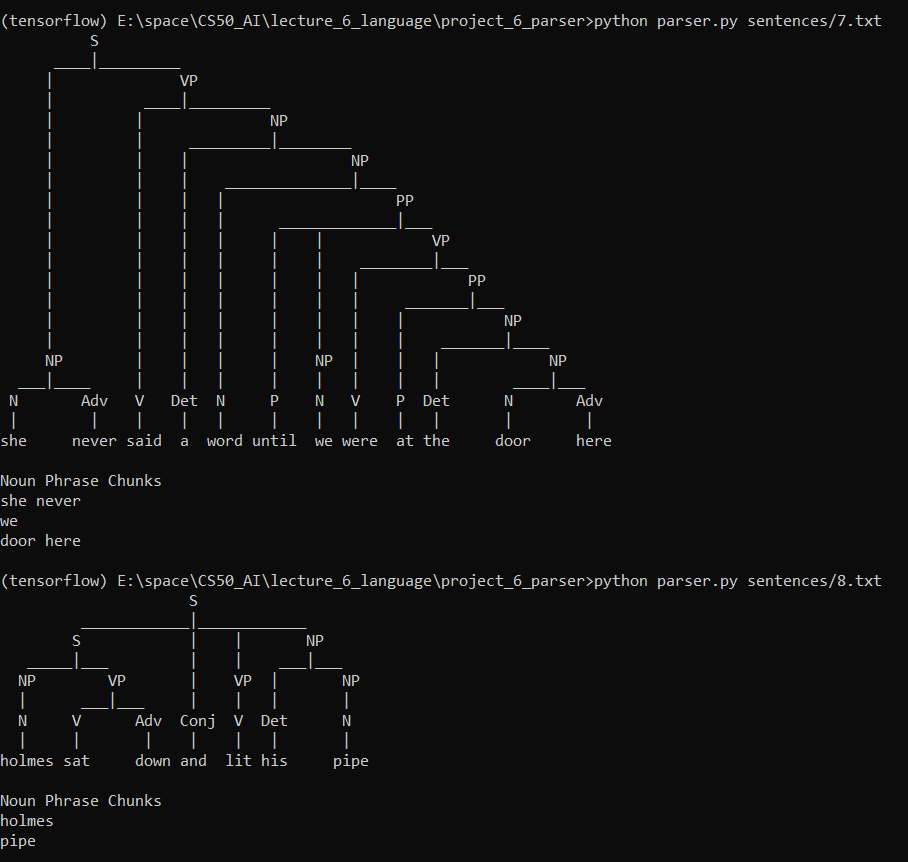 (tensorflow) E:\space\CS50_AI\lecture_6_language\project_6_parser>python parser.py sentences/7.txt
S
VP
NP
NP
PP
VP
PP
NP
NP NP NP
N Adv V Det N P N V P Det N Adv
she never said a word until we were at the door here
Noun Phrase Chunks
she never
we
door here
(tensorflow) E:\space\CS50_AI\lecture_6_language\project_6_parser>python parser.py sentences/8.txt
S
S NP
NP VP VP NP
N V Adv Conj V Det N
holmes sat down and lit his pipe
Noun Phrase Chunks
holmes
pipe